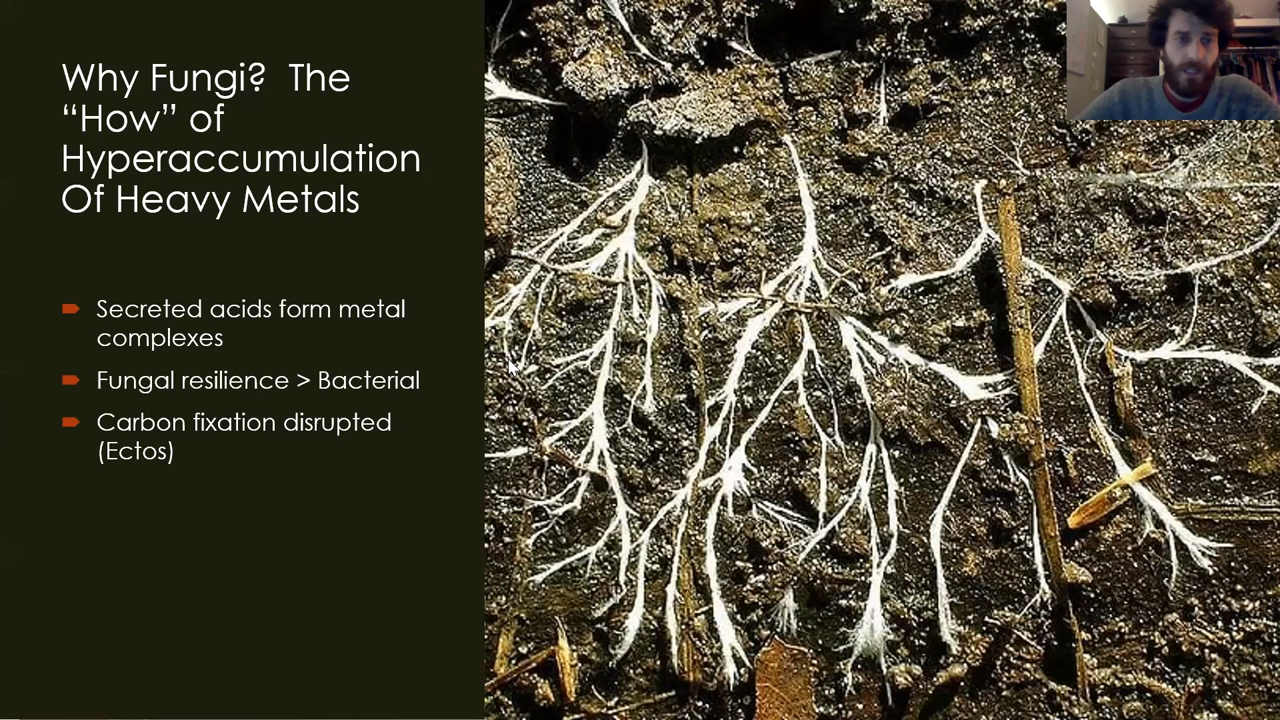 Why Fungi? The
“How” of
Hyperaccumulation
Of Heavy Metals
Secreted acids form metal
complexes
Fungal resilience > Bacterial
Carbon fixation disrupted
(Ectos)